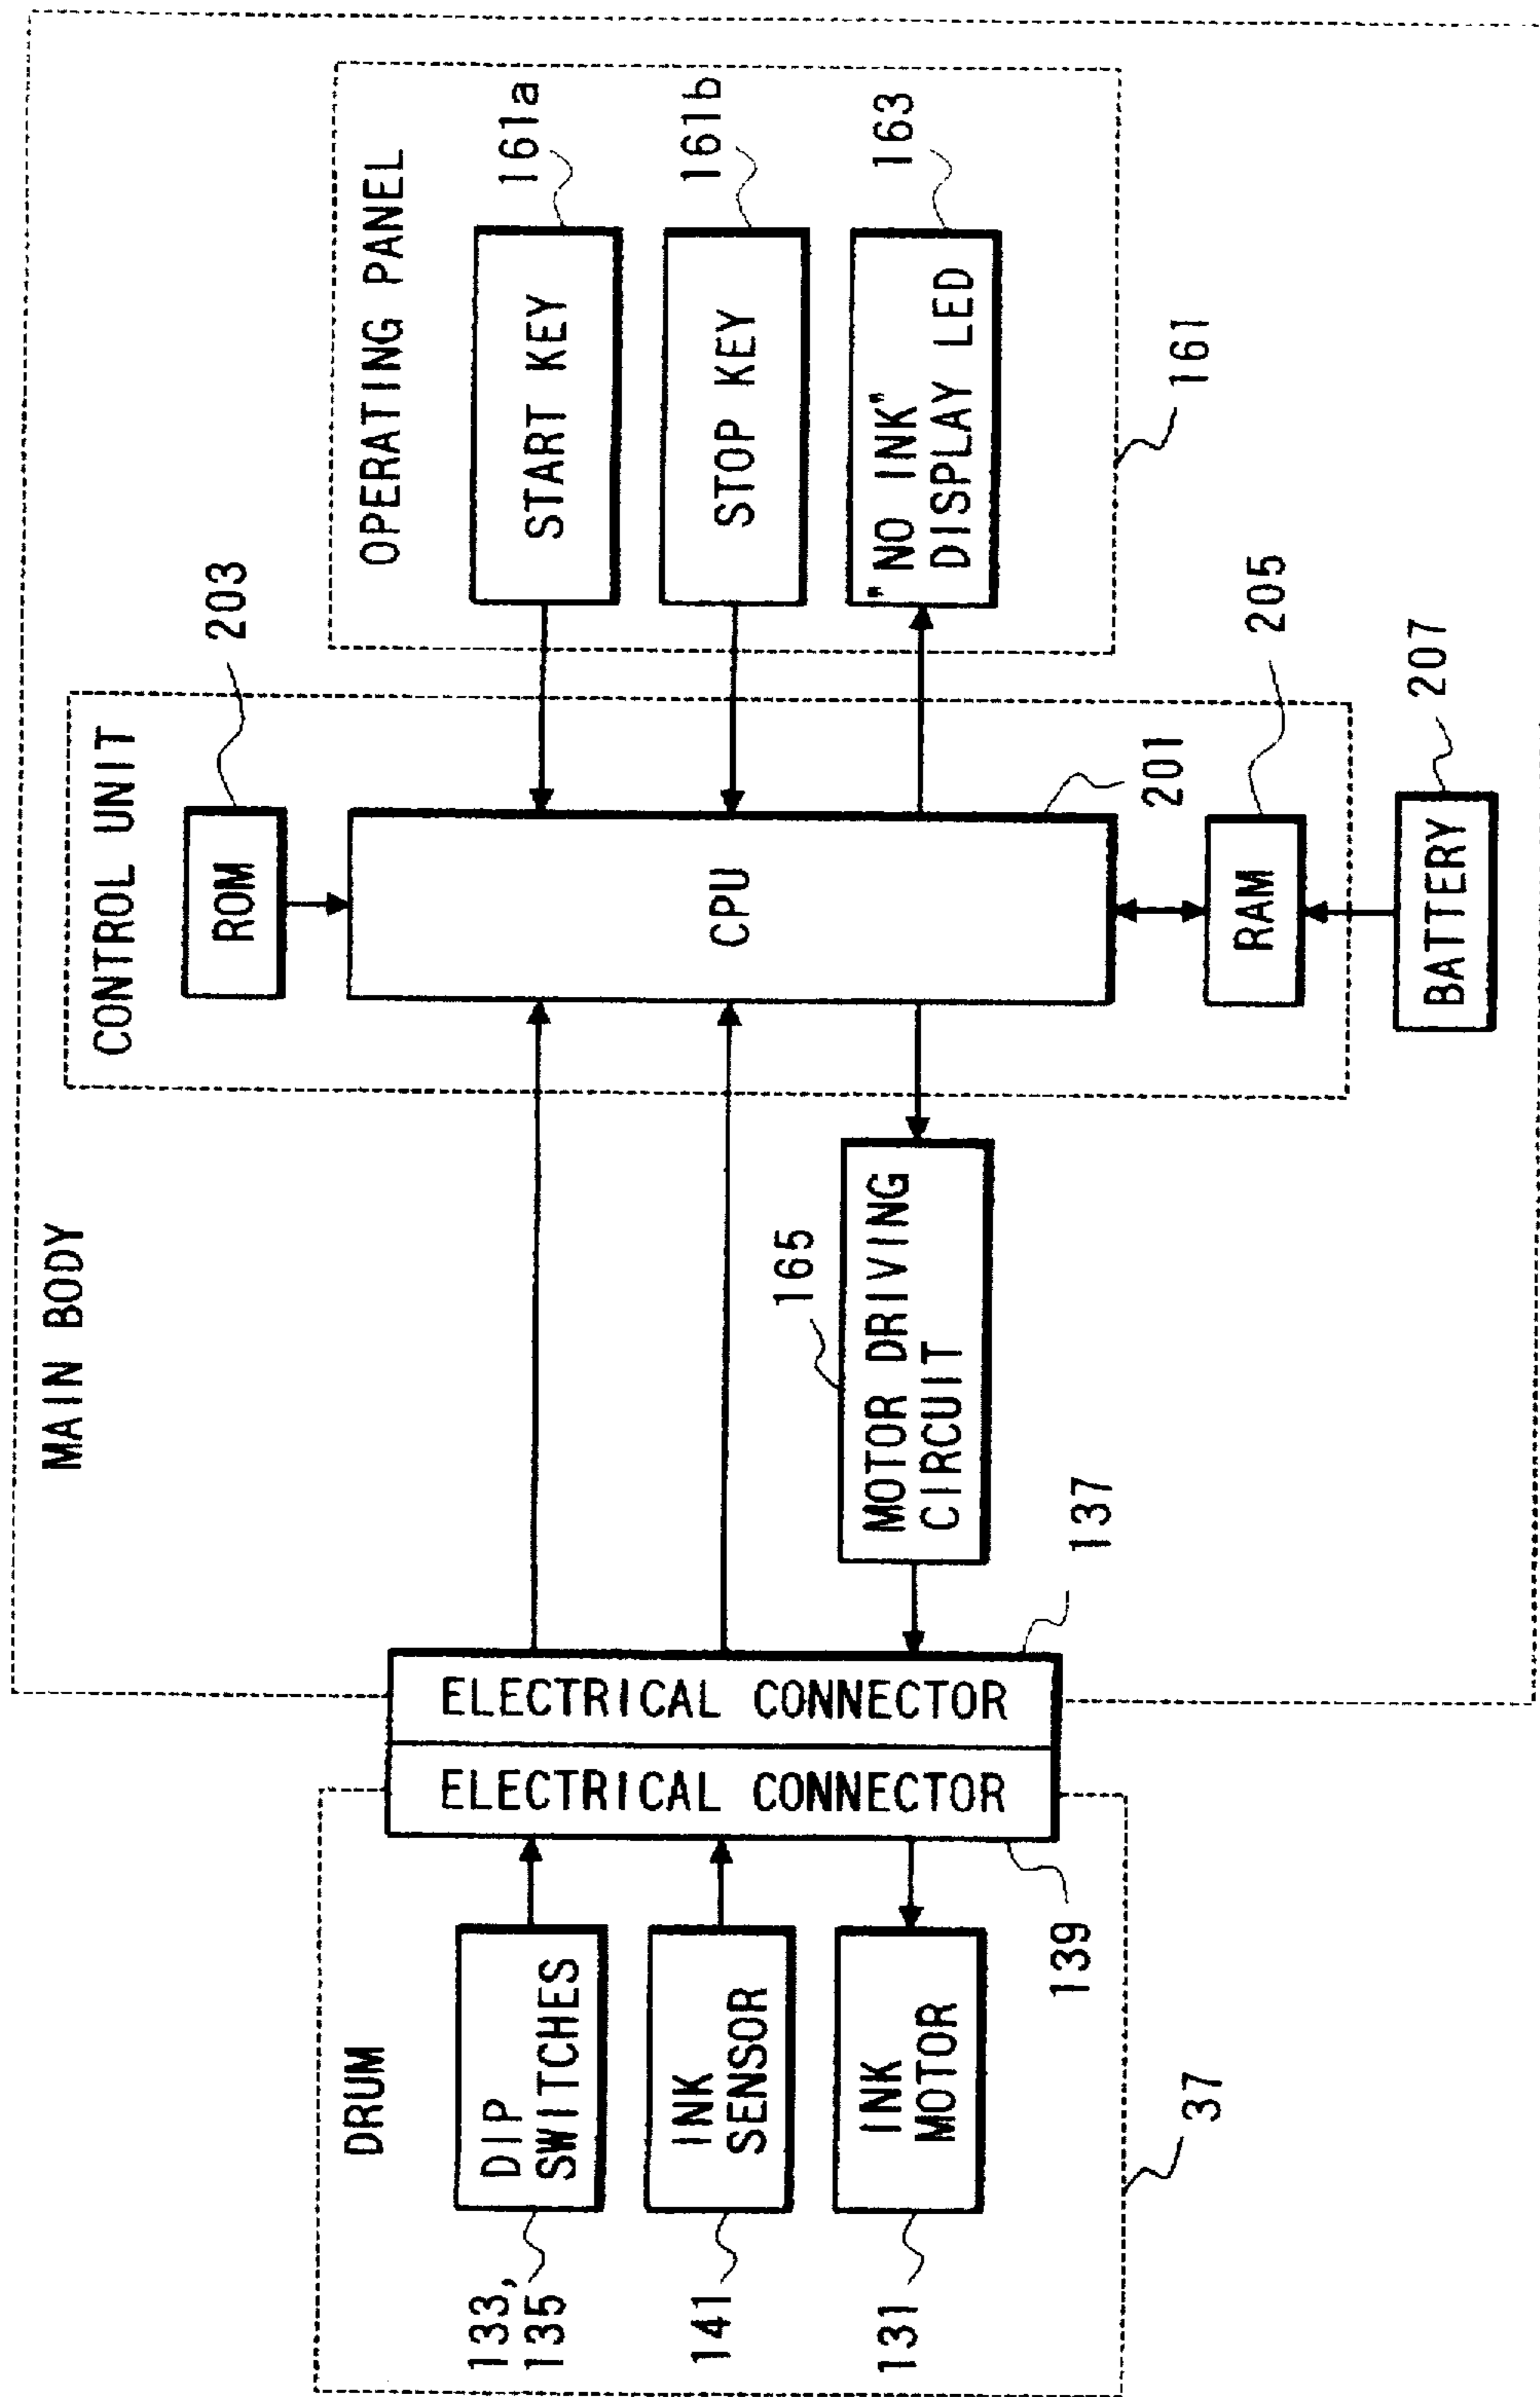 MAIN BODY
CONTROL UNIT
203
ROM
OPERATING PANEL
161a
START KEY
161b
STOP KEY
163
"NO INK"
DISPLAY LED
161
CPU
201
205
RAM
207
BATTERY
165
MOTOR DRIVING
CIRCUIT
137
ELECTRICAL CONNECTOR
ELECTRICAL CONNECTOR
139
DRUM
DIP
SWITCHES
133,
135
INK
SENSOR
141
INK
MOTOR
131
37